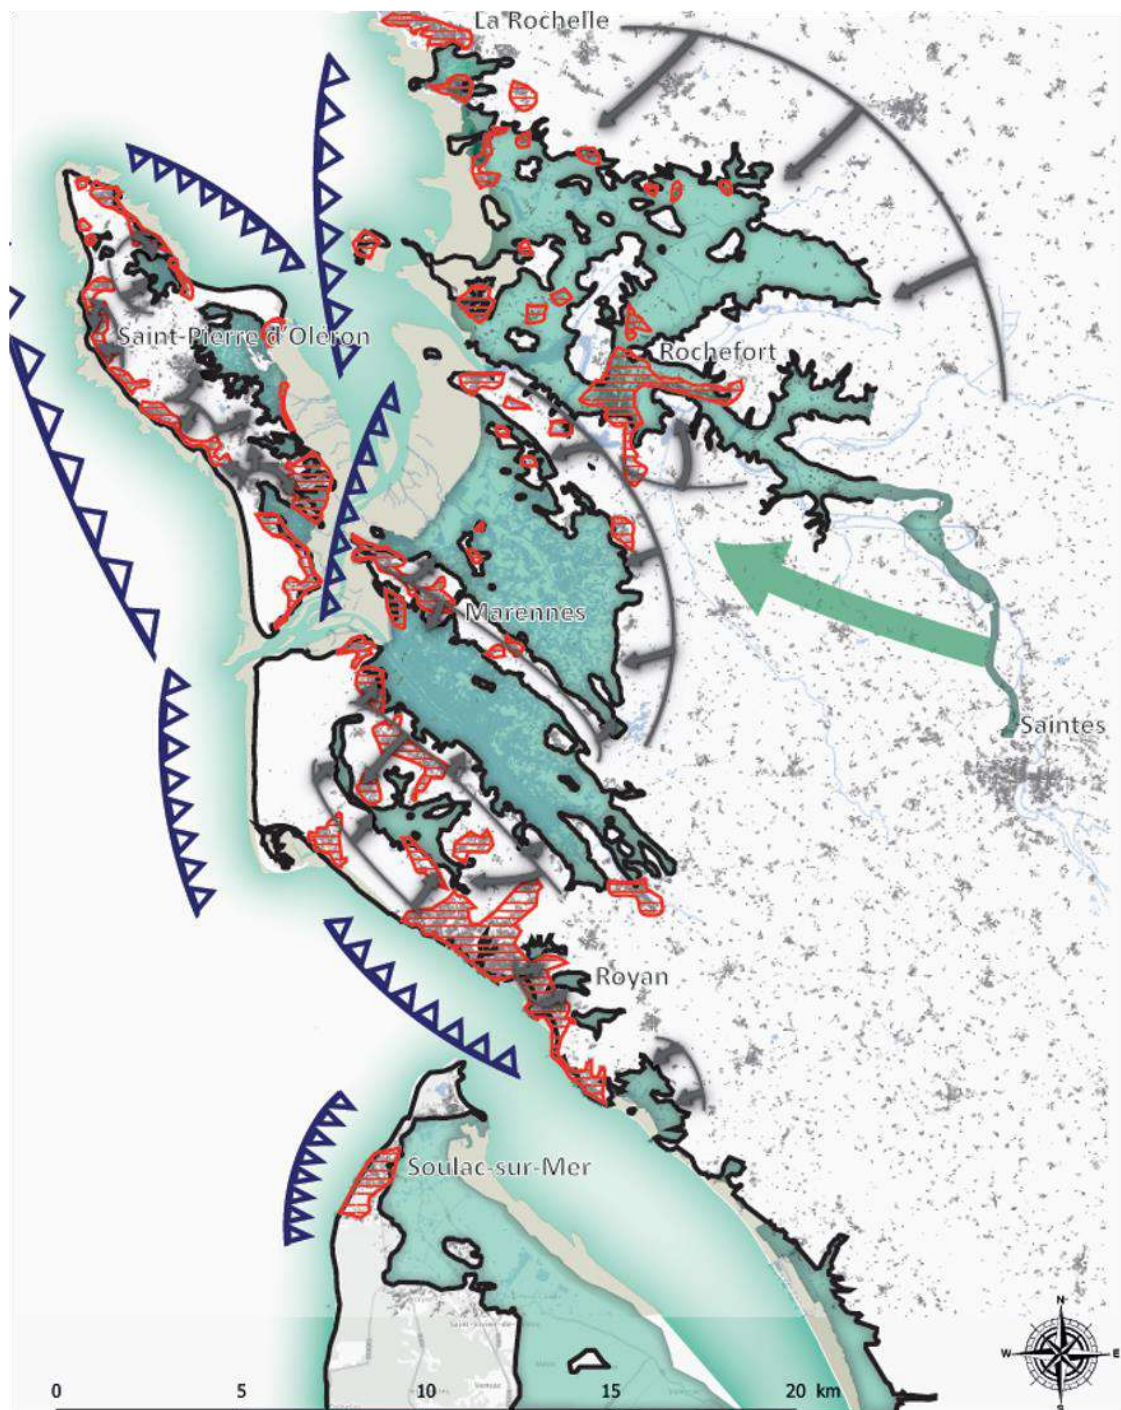 La Rochelle
Saint-Pierre d'Oléron
Rochefort
Marennes
Saintes
Royan
Soulac-sur-Mer
N
W
E
S
0 5 10 15 20 km